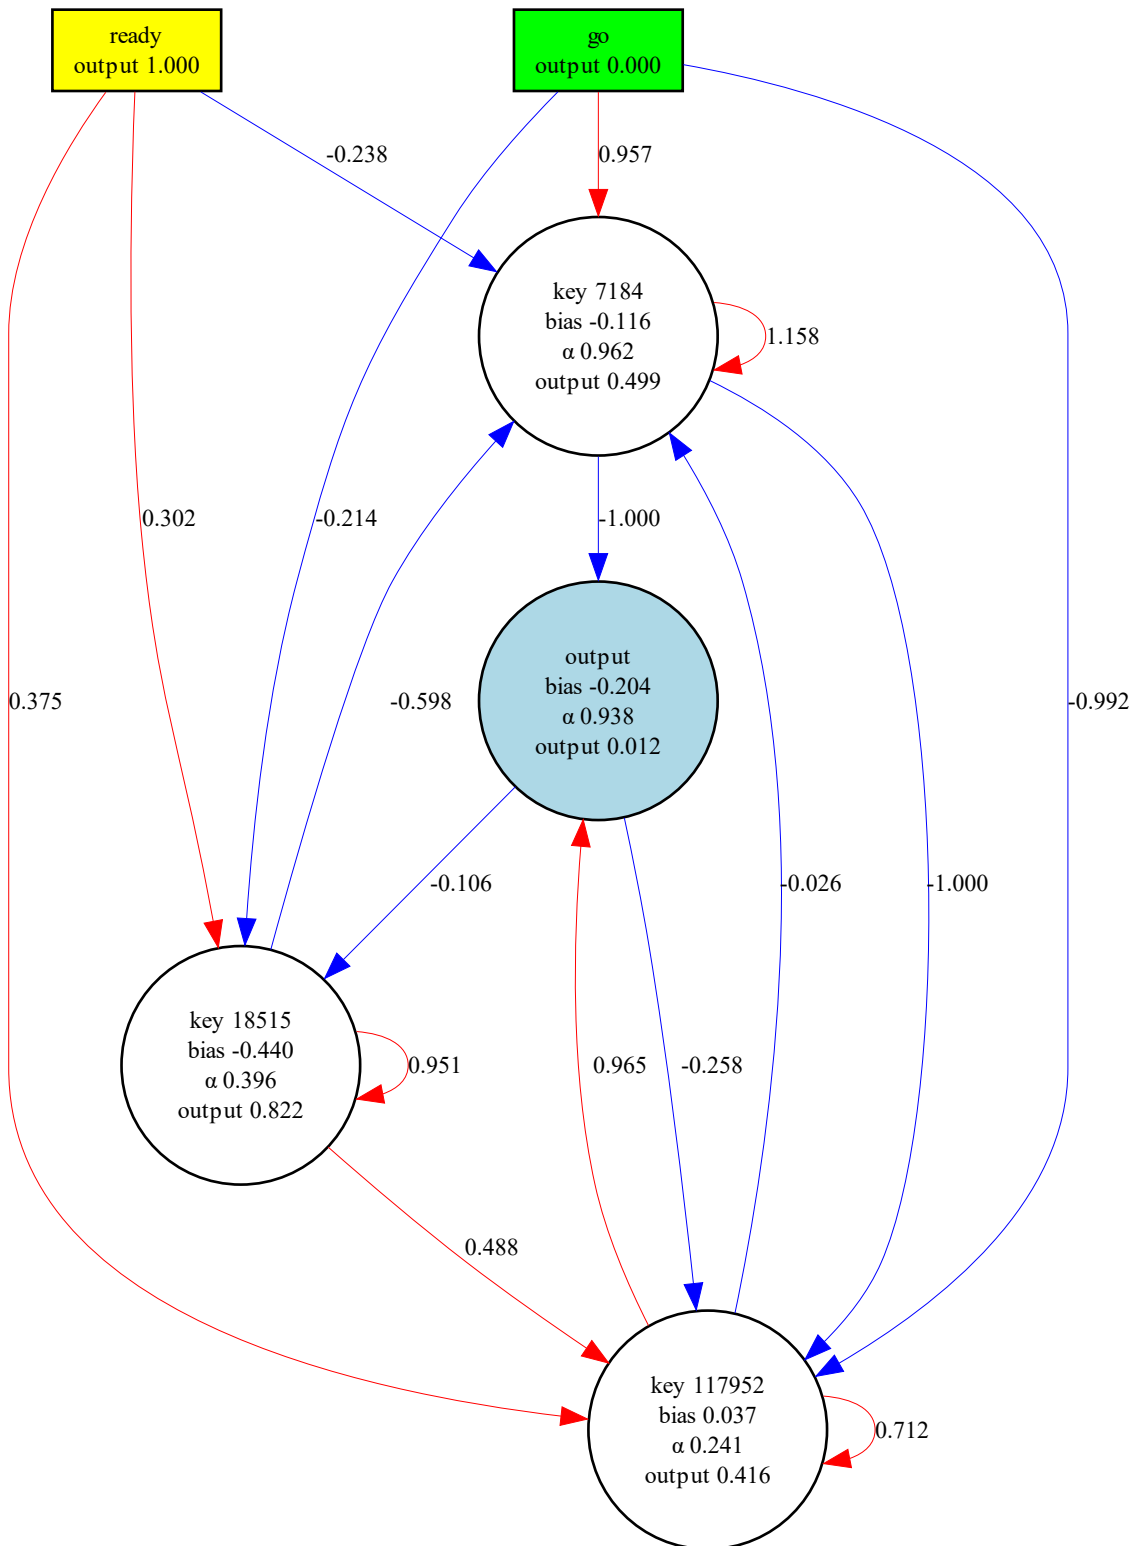 ready
output 1.000
go
output 0.000
-0.238
0.957
key 7184
bias -0.116
α 0.962
output 0.499
1.158
0.302
-0.214
-1.000
output
bias -0.204
α 0.938
output 0.012
0.375
-0.598
-0.992
-0.106
-0.026
-1.000
key 18515
bias -0.440
α 0.396
output 0.822
0.951
0.965
-0.258
0.488
key 117952
bias 0.037
α 0.241
output 0.416
0.712